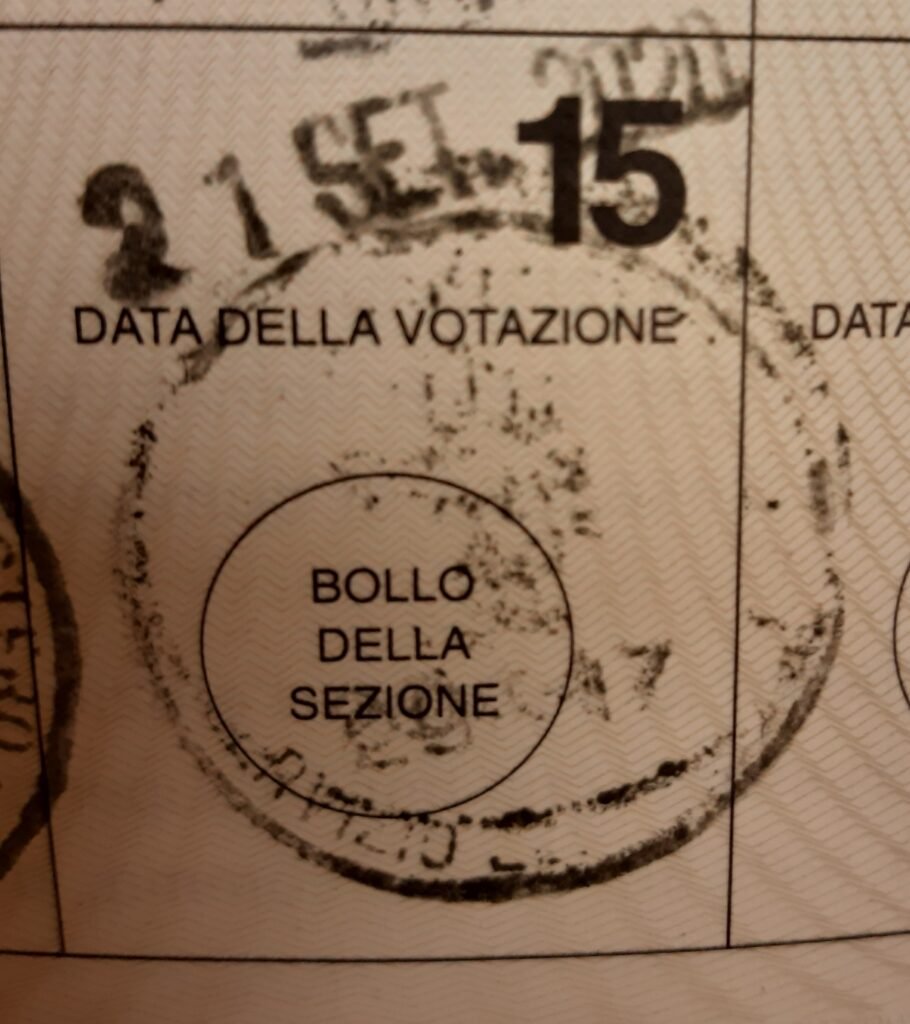 21 SET. 2020
15
DATA DELLA VOTAZIONE
DATA
BOLLO
DELLA
SEZIONE